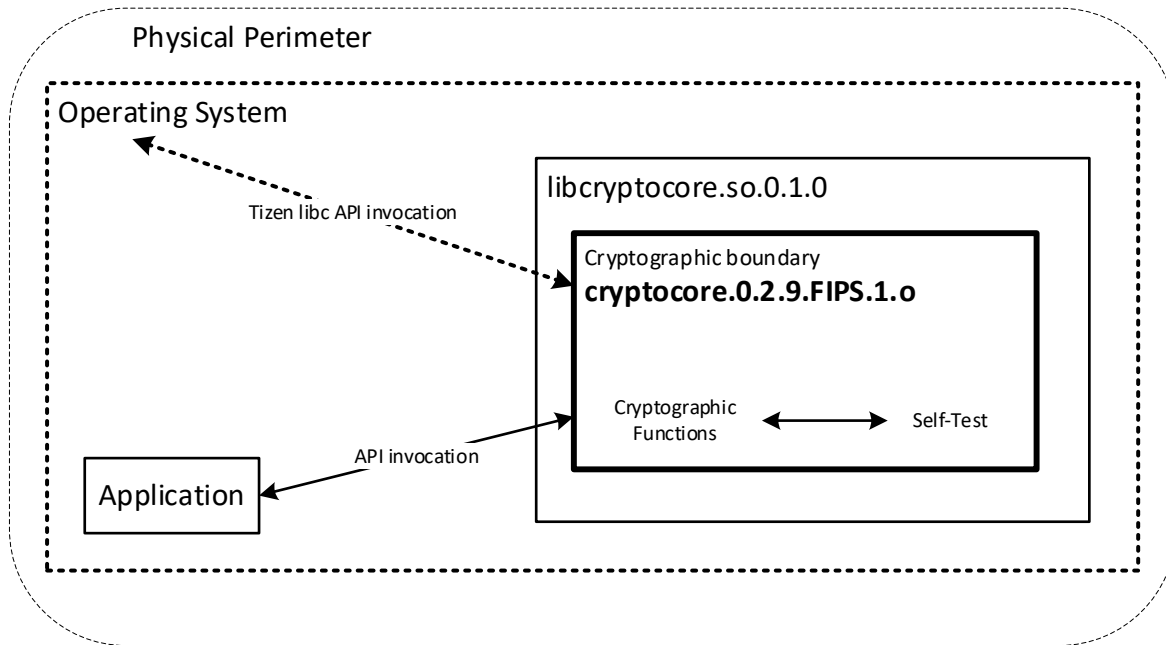 Physical Perimeter
Operating System
Tizen libc API invocation
libcryptocore.so.0.1.0
Cryptographic boundary
cryptocore.0.2.9.FIPS.1.o
Cryptographic
Functions
Self-Test
API invocation
Application